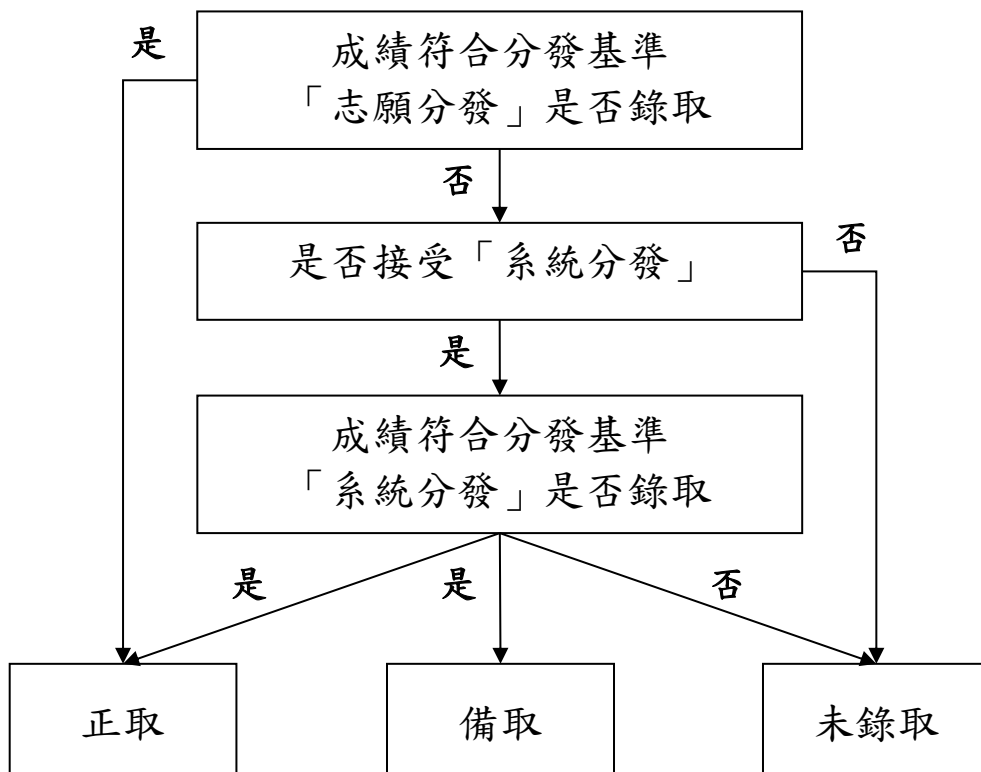 是
成績符合分發基準
「志願分發」是否錄取
否
是否接受「系統分發」
否
是
成績符合分發基準
「系統分發」是否錄取
是
是
否
正取
備取
未錄取